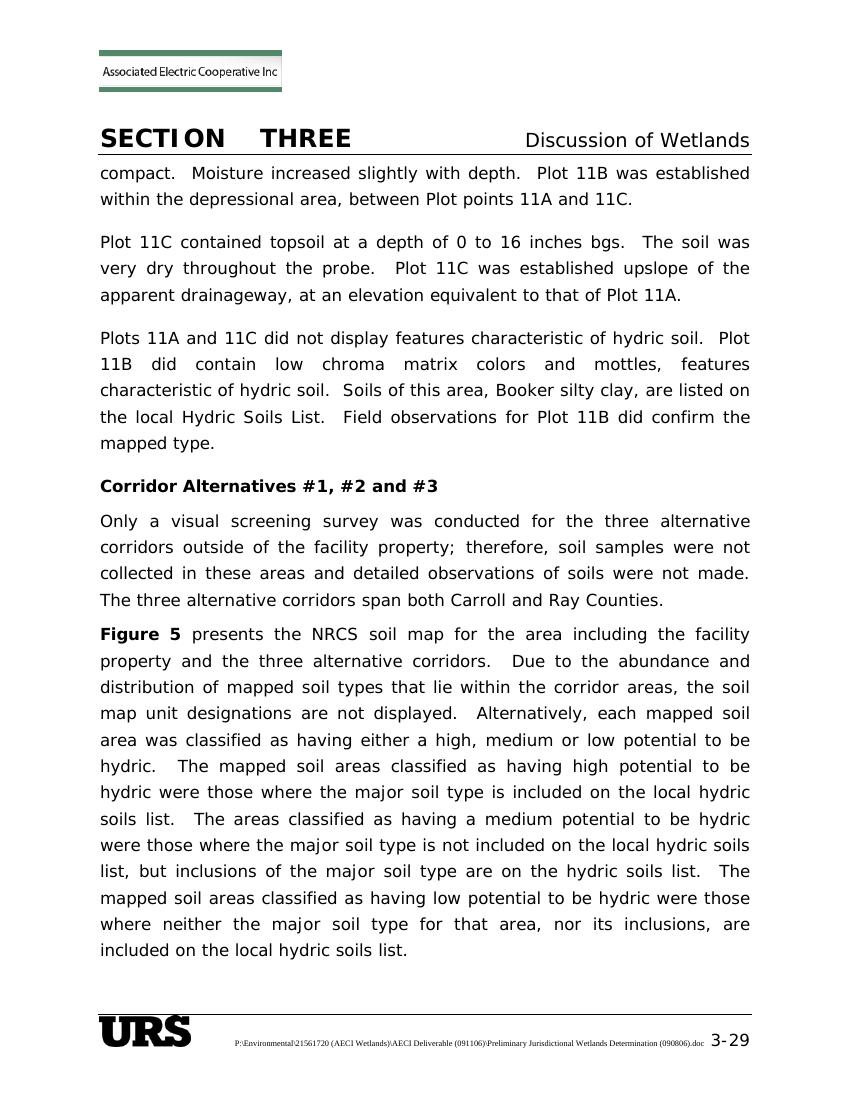 Associated Electric Cooperative Inc
SECTION THREE Discussion of Wetlands
compact. Moisture increased slightly with depth. Plot 11B was established
within the depressional area, between Plot points 11A and 11C.
Plot 11C contained topsoil at a depth of 0 to 16 inches bgs. The soil was
very dry throughout the probe. Plot 11C was established upslope of the
apparent drainageway, at an elevation equivalent to that of Plot 11A.
Plots 11A and 11C did not display features characteristic of hydric soil. Plot
11B did contain low chroma matrix colors and mottles, features
characteristic of hydric soil. Soils of this area, Booker silty clay, are listed on
the local Hydric Soils List. Field observations for Plot 11B did confirm the
mapped type.
Corridor Alternatives #1, #2 and #3
Only a visual screening survey was conducted for the three alternative
corridors outside of the facility property; therefore, soil samples were not
collected in these areas and detailed observations of soils were not made.
The three alternative corridors span both Carroll and Ray Counties.
Figure 5 presents the NRCS soil map for the area including the facility
property and the three alternative corridors. Due to the abundance and
distribution of mapped soil types that lie within the corridor areas, the soil
map unit designations are not displayed. Alternatively, each mapped soil
area was classified as having either a high, medium or low potential to be
hydric. The mapped soil areas classified as having high potential to be
hydric were those where the major soil type is included on the local hydric
soils list. The areas classified as having a medium potential to be hydric
were those where the major soil type is not included on the local hydric soils
list, but inclusions of the major soil type are on the hydric soils list. The
mapped soil areas classified as having low potential to be hydric were those
where neither the major soil type for that area, nor its inclusions, are
included on the local hydric soils list.
URS P:\Environmental\21561720 (AECI Wetlands)\AECI Deliverable (091106)\Preliminary Jurisdictional Wetlands Determination (090806).doc 3-29